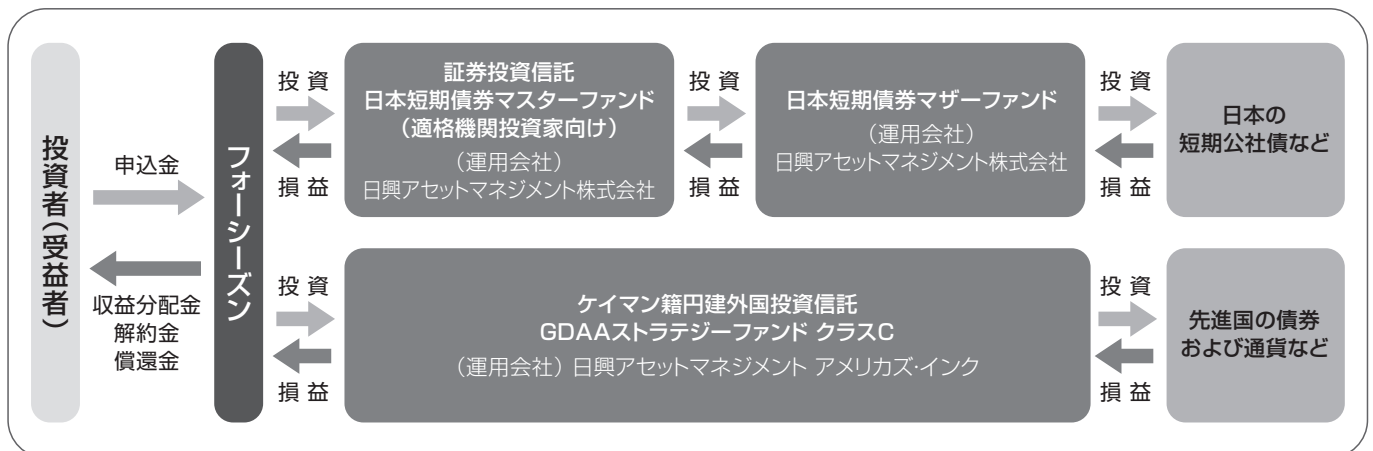 投資者(受益者)
申込金
収益分配金
解約金
償還金
フォーシーズン
投 資
損 益
証券投資信託
日本短期債券マスターファンド
(適格機関投資家向け)
(運用会社)
日興アセットマネジメント株式会社
投 資
損 益
日本短期債券マザーファンド
(運用会社)
日興アセットマネジメント株式会社
投 資
損 益
日本の
短期公社債など
投 資
損 益
ケイマン籍円建外国投資信託
GDAAストラテジーファンド クラスC
(運用会社) 日興アセットマネジメント アメリカズ・インク
投 資
損 益
先進国の債券
および通貨など